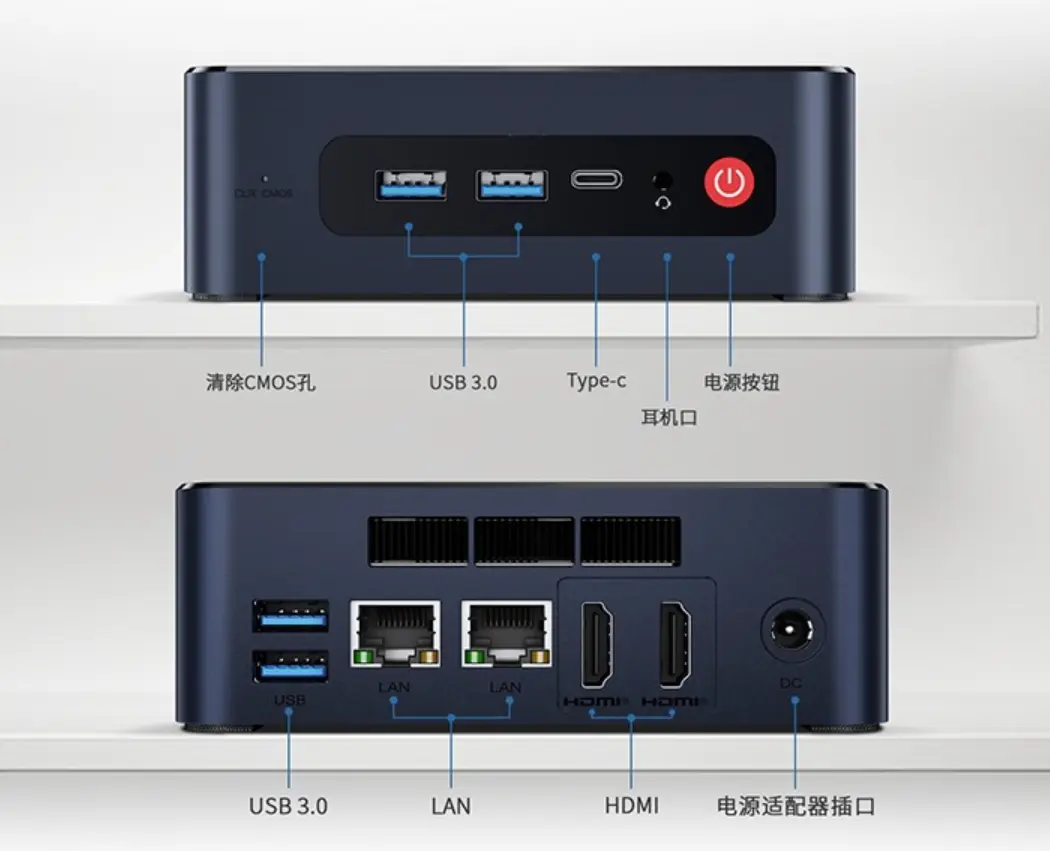 CLR CMOS
清除CMOS孔
USB 3.0
Type-c
电源按钮
耳机口
USB
LAN
LAN
HDMI
HDMI
DC
USB 3.0
LAN
HDMI
电源适配器插口